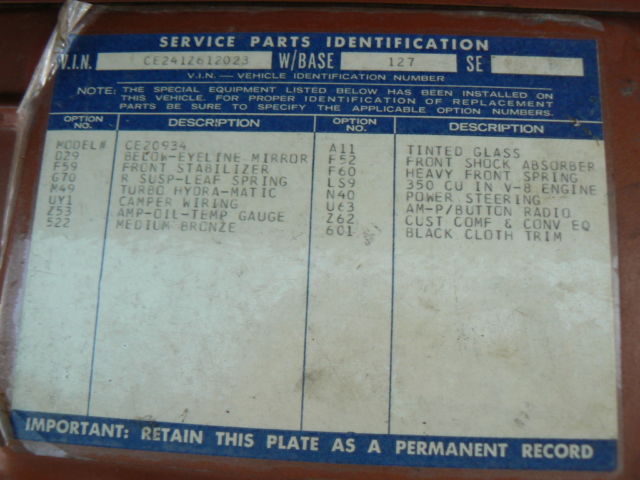 SERVICE PARTS IDENTIFICATION
V.I.N. CE241Z612023 W/BASE 127 SE
V.I.N. — VEHICLE IDENTIFICATION NUMBER
NOTE: THE SPECIAL EQUIPMENT LISTED BELOW HAS BEEN INSTALLED ON
THIS VEHICLE. FOR PROPER IDENTIFICATION OF REPLACEMENT
PARTS BE SURE TO SPECIFY THE APPLICABLE OPTION NUMBERS.
OPTION NO. DESCRIPTION OPTION NO. DESCRIPTION
MODEL# CE20934
D29 BELOW-EYELINE MIRROR
F59 FRONT STABILIZER
G70 R SUSP-LEAF SPRING
M49 TURBO HYDRA-MATIC
UY1 CAMPER WIRING
Z53 AMP-OIL-TEMP GAUGE
522 MEDIUM BRONZE
A11 TINTED GLASS
F52 FRONT SHOCK ABSORBER
F60 HEAVY FRONT SPRING
LS9 350 CU IN V-8 ENGINE
N40 POWER STEERING
U63 AM-P/BUTTON RADIO
Z62 CUST COMF & CONV EQ
601 BLACK CLOTH TRIM
IMPORTANT: RETAIN THIS PLATE AS A PERMANENT RECORD